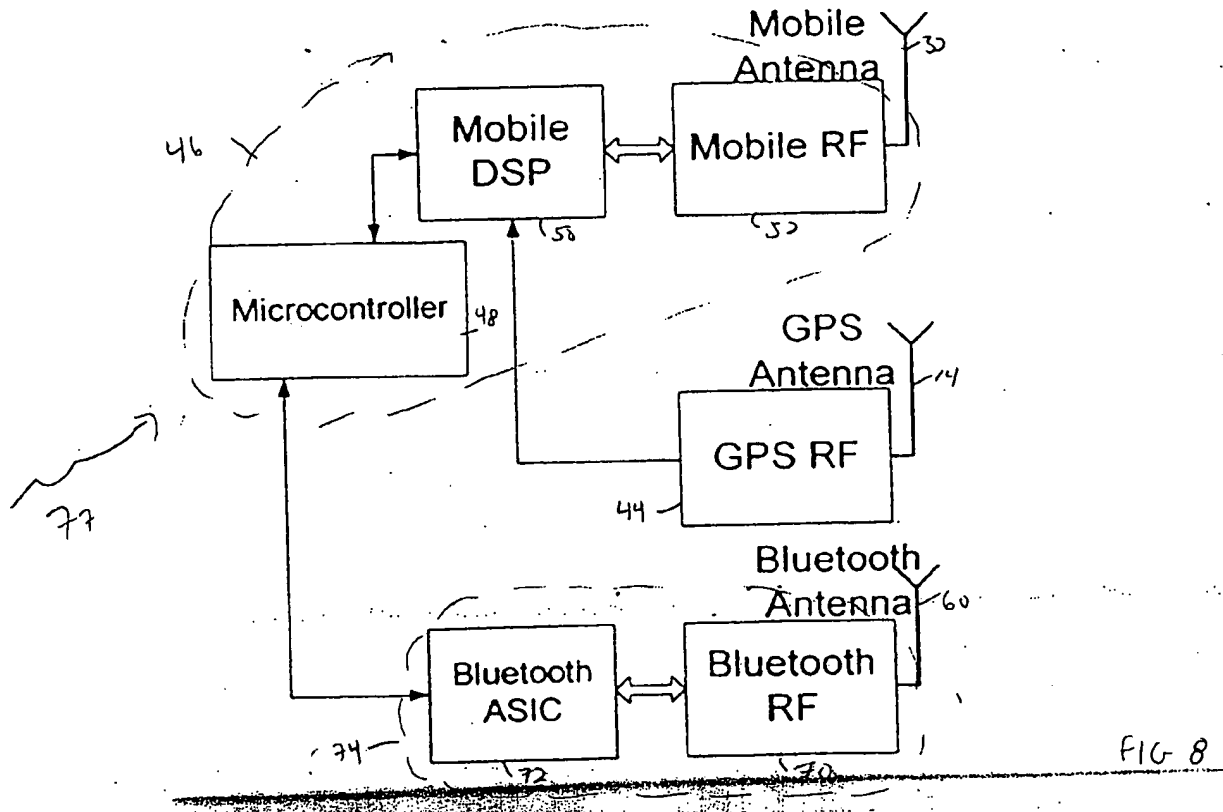 Mobile
Antenna
30
46
Mobile
DSP
50
Mobile RF
52
Microcontroller
48
GPS
Antenna
14
GPS RF
44
77
Bluetooth
Antenna
60
Bluetooth
ASIC
72
74
Bluetooth
RF
70
FIG 8